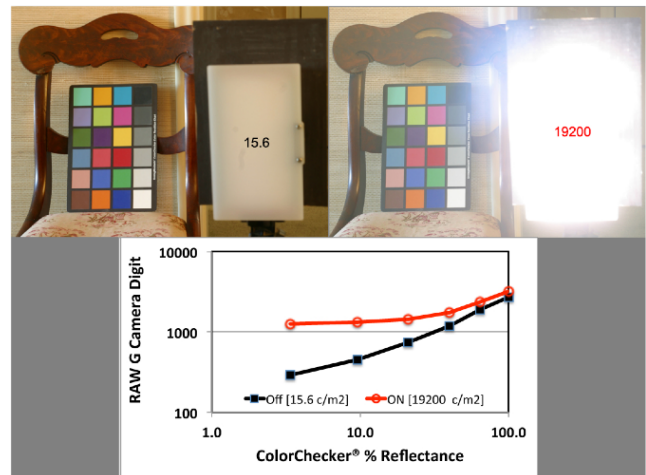 15.6
19200
10000
1000
100
RAW G Camera Digit
Off [15.6 c/m2]
ON [19200 c/m2]
1.0
10.0
100.0
ColorChecker® % Reflectance